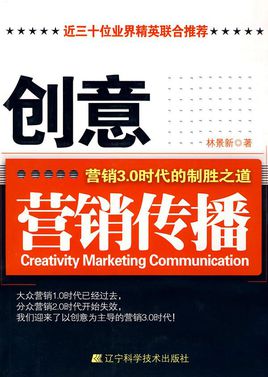 ★★★★★近三十位业界精英联合推荐★★★★★
创意
林景新◎著
营销3.0时代的制胜之道
营销传播
Creativity Marketing Communication
大众营销1.0时代已经过去，
分众营销2.0时代开始失效，
我们迎来了以创意为主导的营销3.0时代！
辽宁科学技术出版社